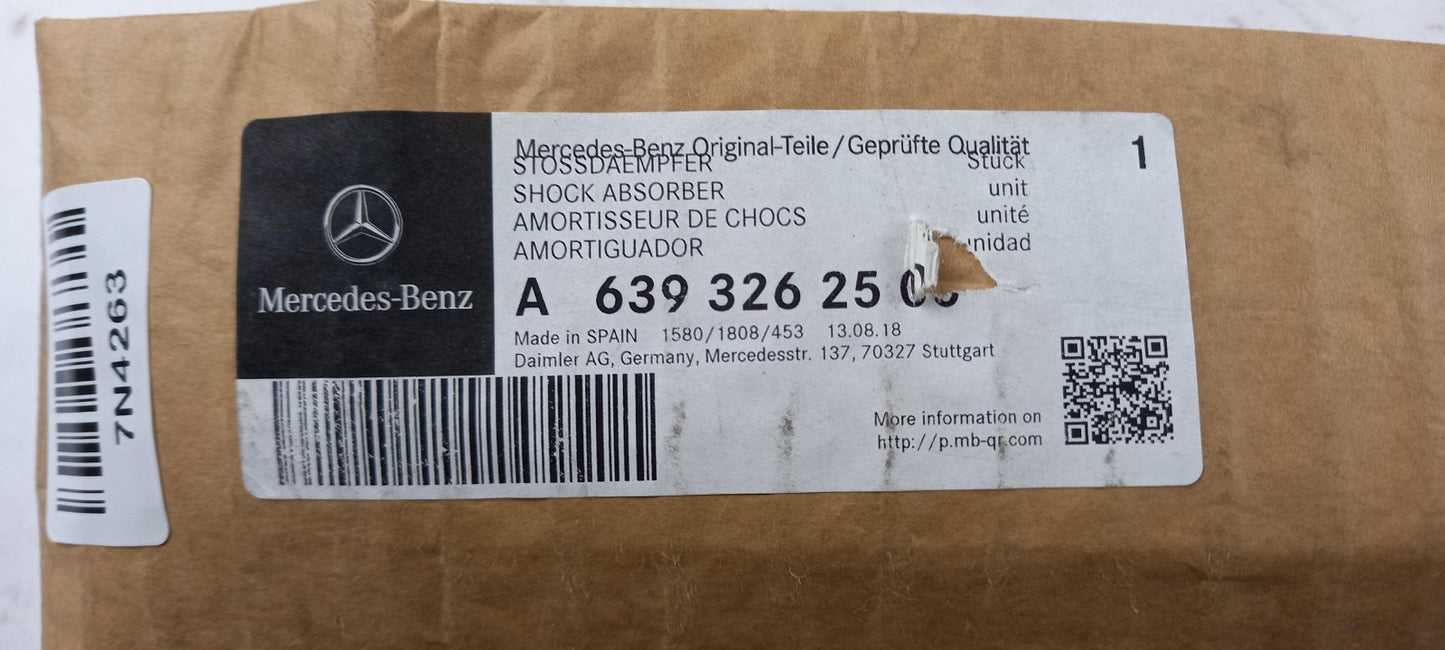 7N4263
Mercedes-Benz
Mercedes-Benz Original-Teile/Geprüfte Qualität
STOSSDAEMPFER Stück
SHOCK ABSORBER unit
AMORTISSEUR DE CHOCS unité
AMORTIGUADOR
1
A 639 326 25
Made in SPAIN 1580/1808/453 13.08.18
Daimler AG, Germany, Mercedesstr. 137, 70327 Stuttgart
More information on
http://p.mb-qr.com